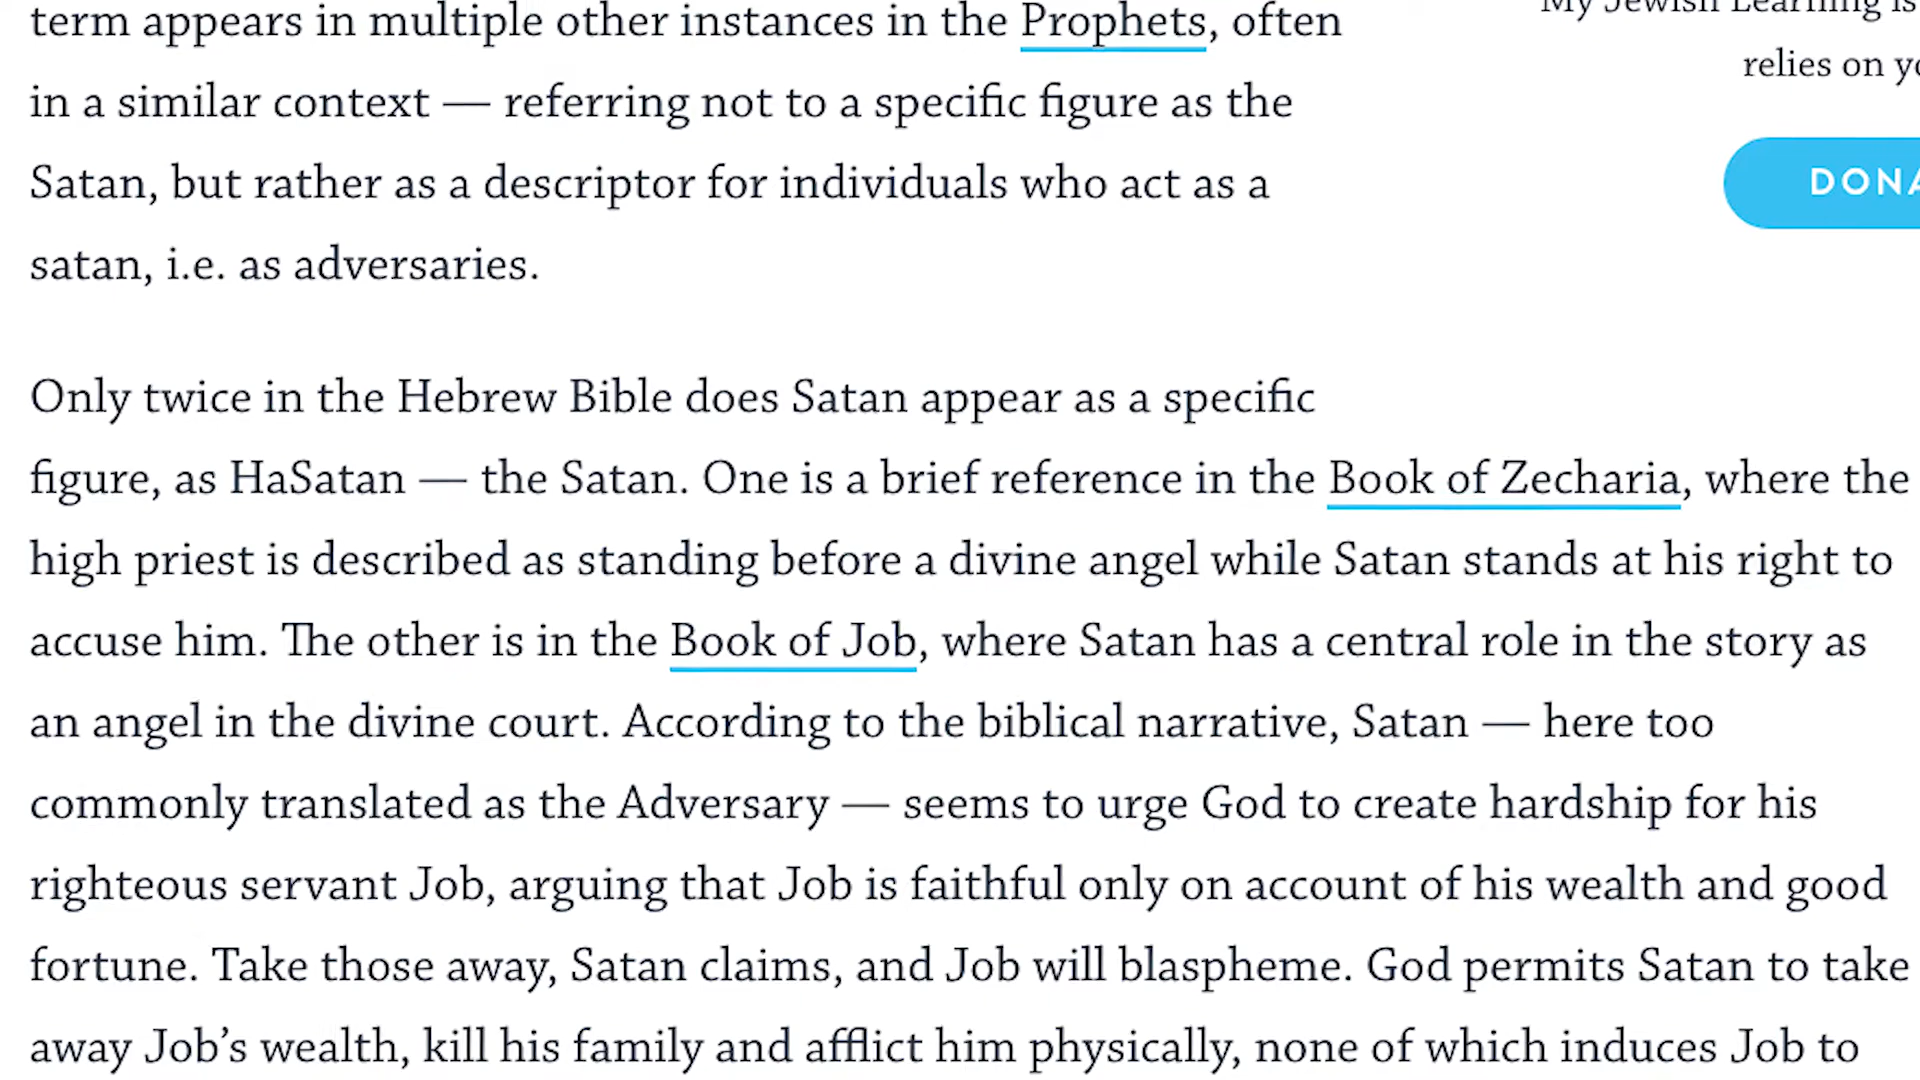 term appears in multiple other instances in the Prophets, often
in a similar context — referring not to a specific figure as the
Satan, but rather as a descriptor for individuals who act as a
satan, i.e. as adversaries.
Only twice in the Hebrew Bible does Satan appear as a specific
figure, as HaSatan — the Satan. One is a brief reference in the Book of Zecharia, where the
high priest is described as standing before a divine angel while Satan stands at his right to
accuse him. The other is in the Book of Job, where Satan has a central role in the story as
an angel in the divine court. According to the biblical narrative, Satan — here too
commonly translated as the Adversary — seems to urge God to create hardship for his
righteous servant Job, arguing that Job is faithful only on account of his wealth and good
fortune. Take those away, Satan claims, and Job will blaspheme. God permits Satan to take
away Job’s wealth, kill his family and afflict him physically, none of which induces Job to
My Jewish Learning is
relies on
DONA